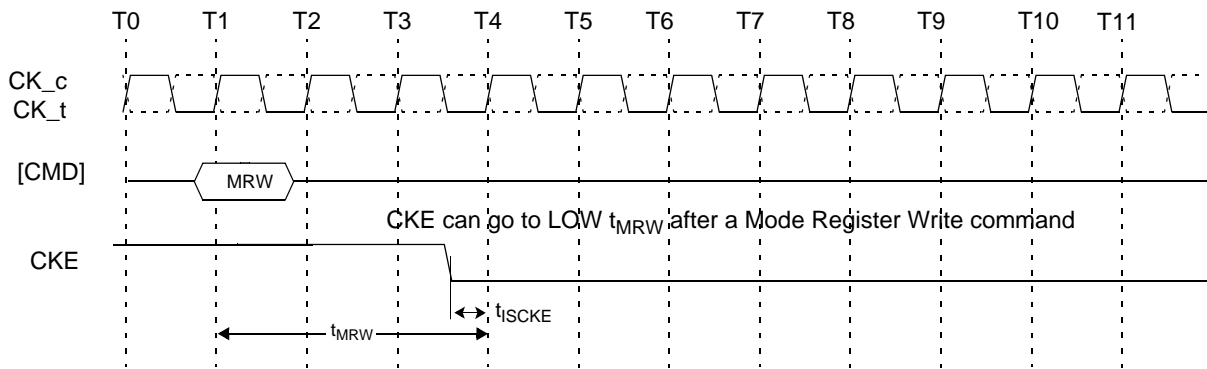 T0 T1 T2 T3 T4 T5 T6 T7 T8 T9 T10 T11
CK_c
CK_t
[CMD]
MRW
CKE can go to LOW tMRW after a Mode Register Write command
CKE
tISCKE
tMRW